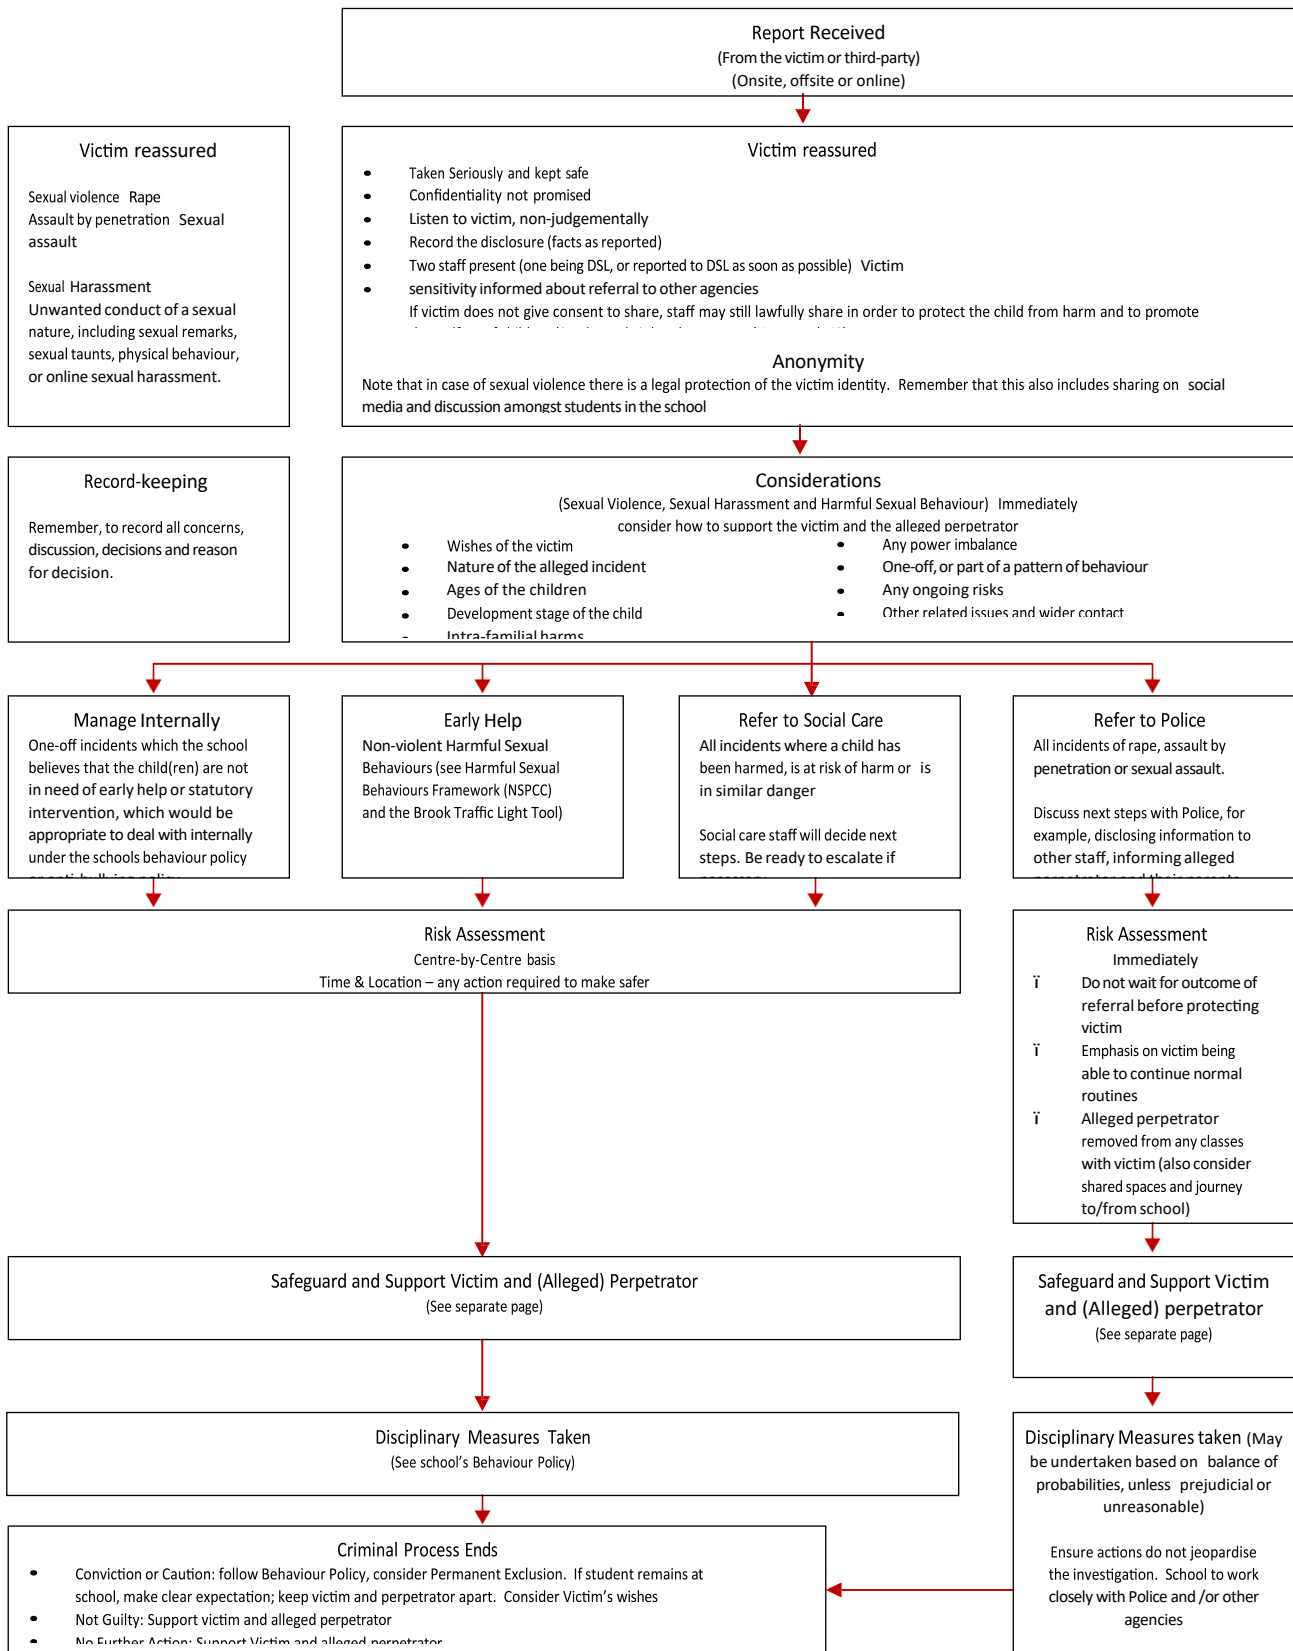 Report Received
(From the victim or third-party)
(Onsite, offsite or online)
Victim reassured
Sexual violence Rape
Assault by penetration Sexual
assault
Sexual Harassment
Unwanted conduct of a sexual
nature, including sexual remarks,
sexual taunts, physical behaviour,
or online sexual harassment.
Victim reassured
• Taken Seriously and kept safe
• Confidentiality not promised
• Listen to victim, non-judgementally
• Record the disclosure (facts as reported)
• Two staff present (one being DSL, or reported to DSL as soon as possible) Victim
• sensitivity informed about referral to other agencies
If victim does not give consent to share, staff may still lawfully share in order to protect the child from harm and to promote
Anonymity
Note that in case of sexual violence there is a legal protection of the victim identity. Remember that this also includes sharing on social
media and discussion amongst students in the school
Record-keeping
Remember, to record all concerns,
discussion, decisions and reason
for decision.
Considerations
(Sexual Violence, Sexual Harassment and Harmful Sexual Behaviour) Immediately
consider how to support the victim and the alleged perpetrator
• Wishes of the victim
• Nature of the alleged incident
• Ages of the children
• Development stage of the child
• Intra-familial harms
• Any power imbalance
• One-off, or part of a pattern of behaviour
• Any ongoing risks
• Other related issues and wider contact
Manage Internally
One-off incidents which the school
believes that the child(ren) are not
in need of early help or statutory
intervention, which would be
appropriate to deal with internally
under the schools behaviour policy
or anti-bullying policy
Early Help
Non-violent Harmful Sexual
Behaviours (see Harmful Sexual
Behaviours Framework (NSPCC)
and the Brook Traffic Light Tool)
Refer to Social Care
All incidents where a child has
been harmed, is at risk of harm or is
in similar danger
Social care staff will decide next
steps. Be ready to escalate if
necessary
Refer to Police
All incidents of rape, assault by
penetration or sexual assault.
Discuss next steps with Police, for
example, disclosing information to
other staff, informing alleged
perpetrator and their parents
Risk Assessment
Centre-by-Centre basis
Time & Location – any action required to make safer
Risk Assessment
Immediately
ï Do not wait for outcome of
referral before protecting
victim
ï Emphasis on victim being
able to continue normal
routines
ï Alleged perpetrator
removed from any classes
with victim (also consider
shared spaces and journey
to/from school)
Safeguard and Support Victim and (Alleged) Perpetrator
(See separate page)
Safeguard and Support Victim
and (Alleged) perpetrator
(See separate page)
Disciplinary Measures Taken
(See school's Behaviour Policy)
Disciplinary Measures taken (May
be undertaken based on balance of
probabilities, unless prejudicial or
unreasonable)
Ensure actions do not jeopardise
the investigation. School to work
closely with Police and /or other
agencies
Criminal Process Ends
• Conviction or Caution: follow Behaviour Policy, consider Permanent Exclusion. If student remains at
school, make clear expectation; keep victim and perpetrator apart. Consider Victim's wishes
• Not Guilty: Support victim and alleged perpetrator
• No Further Action: Support Victim and alleged perpetrator